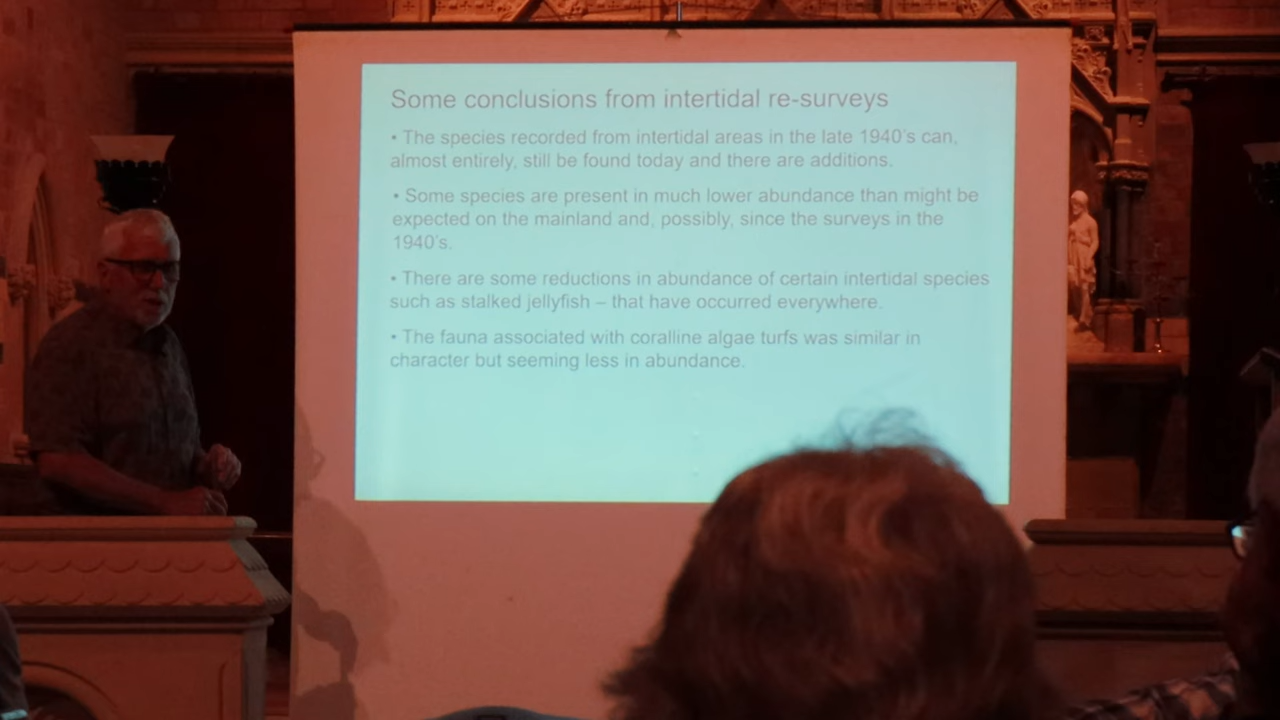 Some conclusions from intertidal re-surveys
• The species recorded from intertidal areas in the late 1940's can,
almost entirely, still be found today and there are additions.
• Some species are present in much lower abundance than might be
expected on the mainland and, possibly, since the surveys in the
1940's.
• There are some reductions in abundance of certain intertidal species
such as stalked jellyfish – that have occurred everywhere.
• The fauna associated with coralline algae turfs was similar in
character but seeming less in abundance.